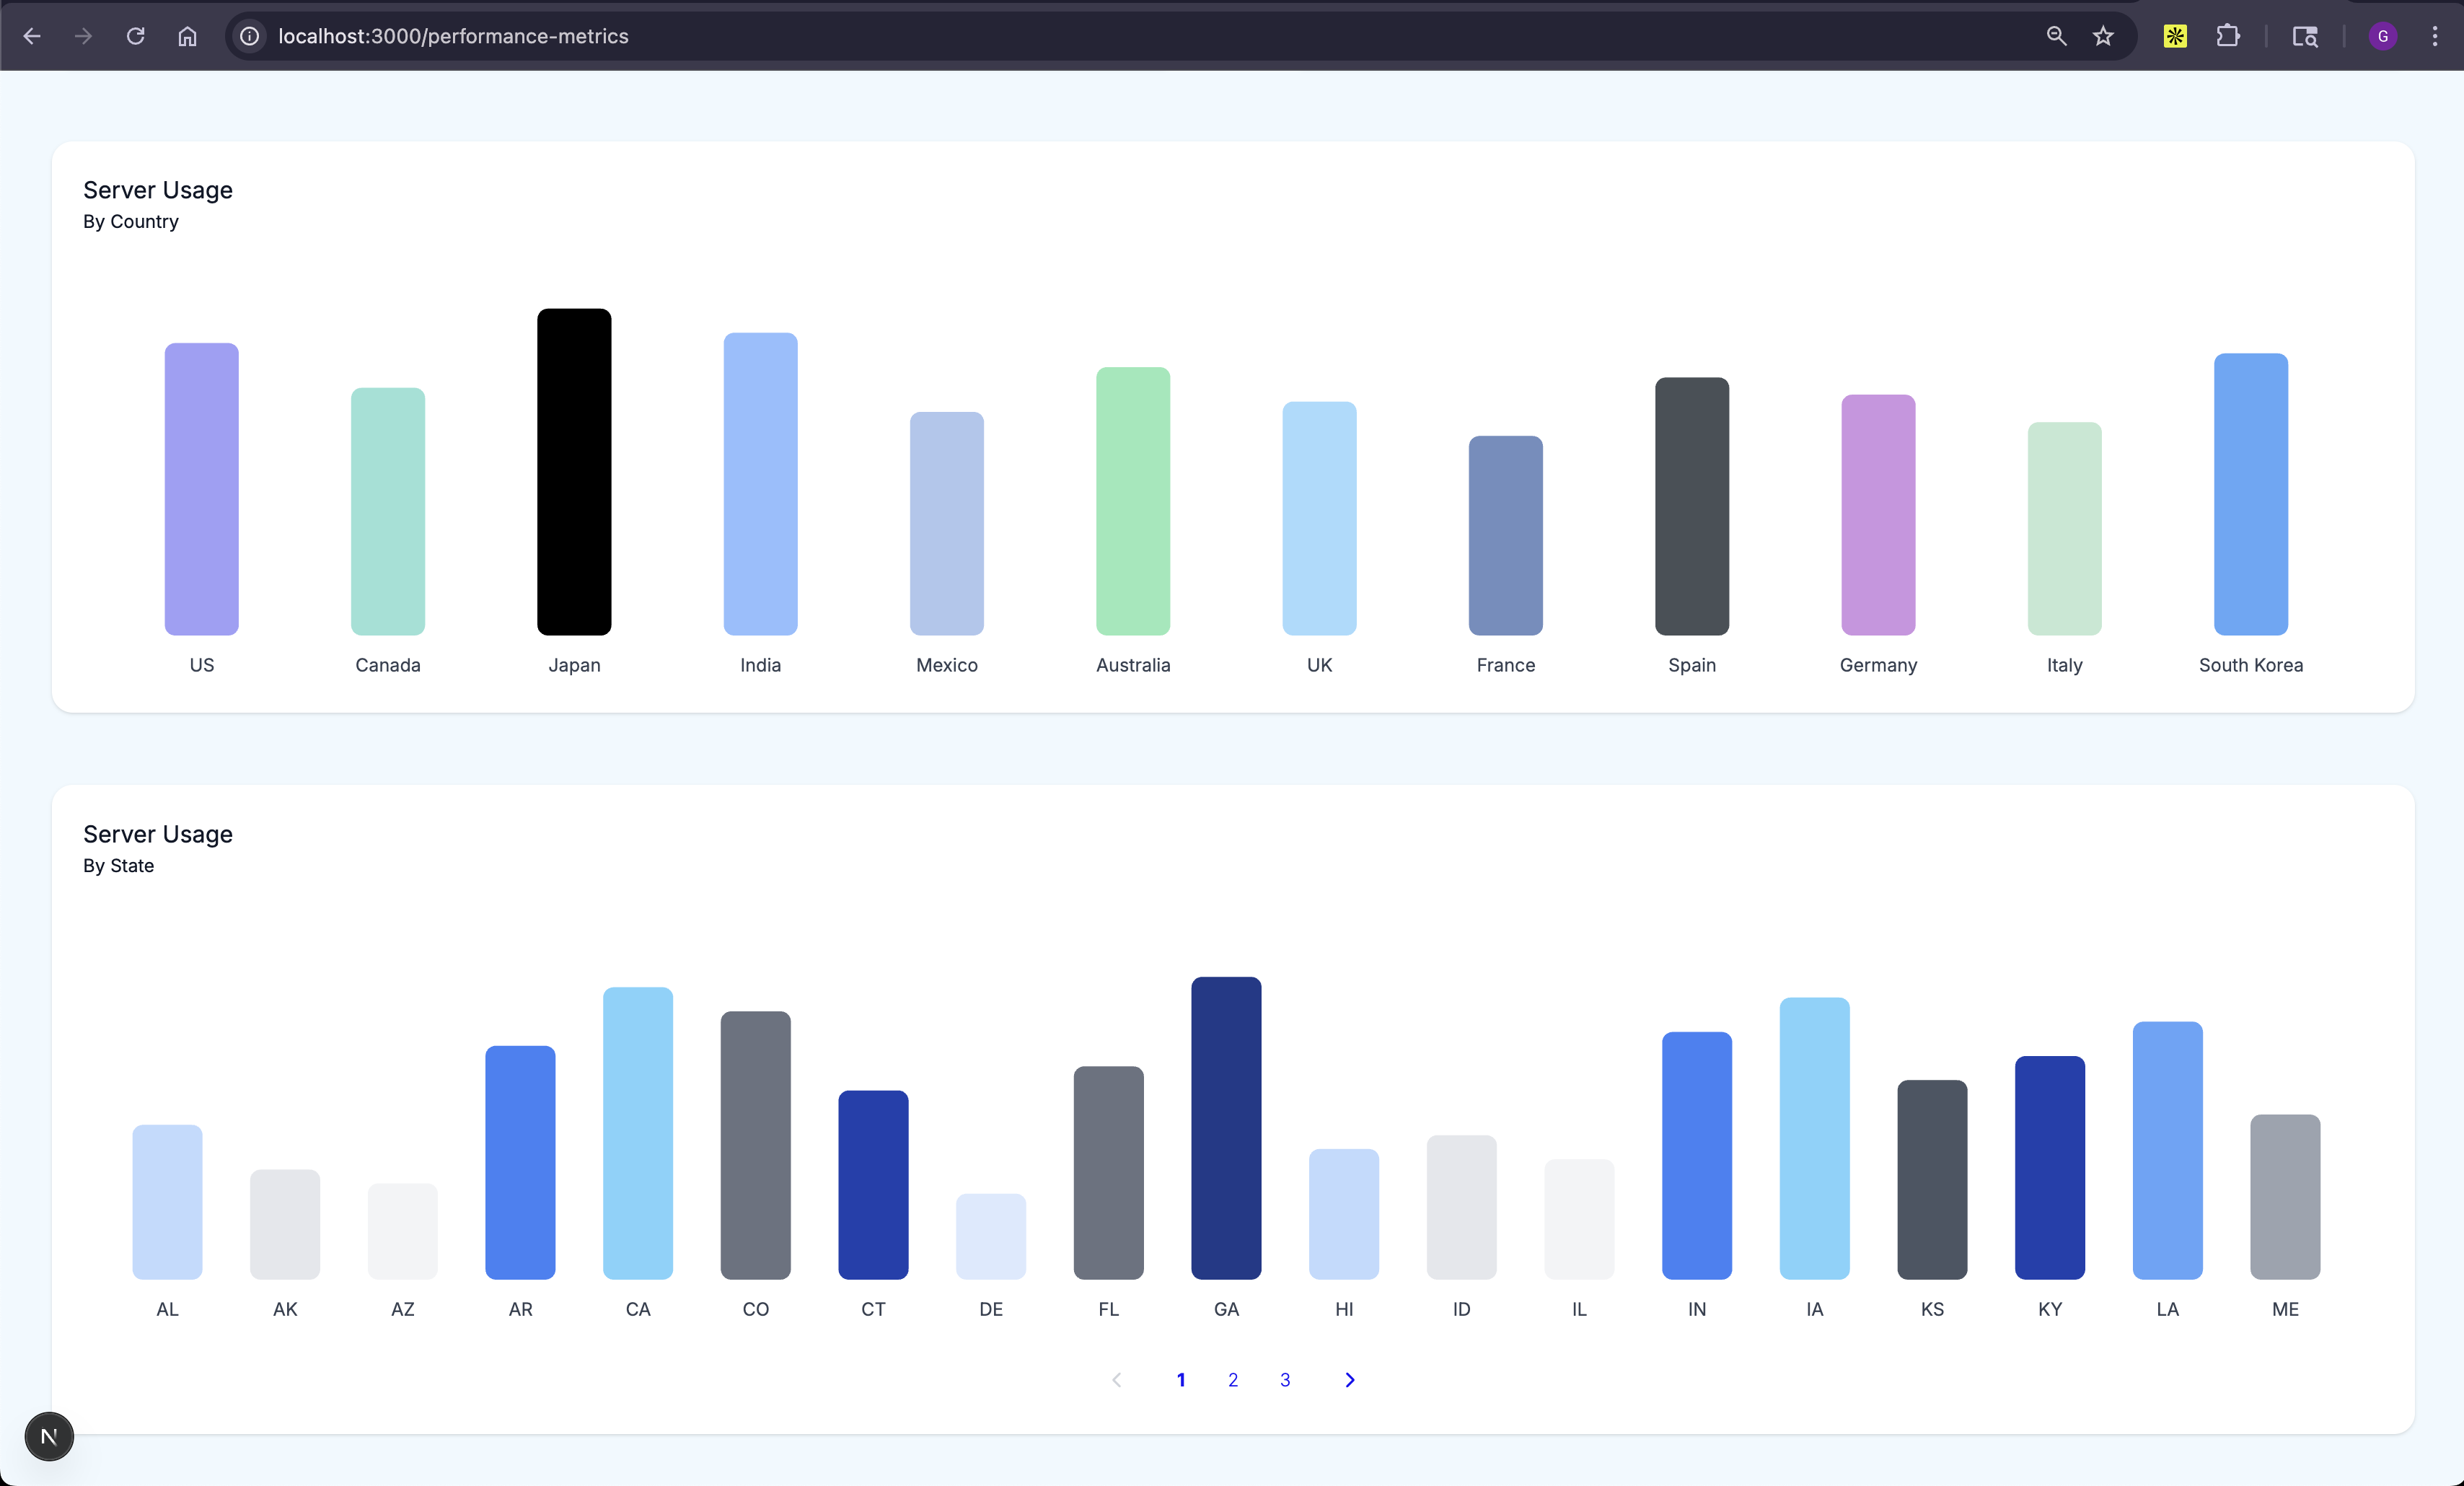 localhost:3000/performance-metrics
G
Server Usage
By Country
US Canada Japan India Mexico Australia UK France Spain Germany Italy South Korea
Server Usage
By State
AL AK AZ AR CA CO CT DE FL GA HI ID IL IN IA KS KY LA ME
1 2 3
N